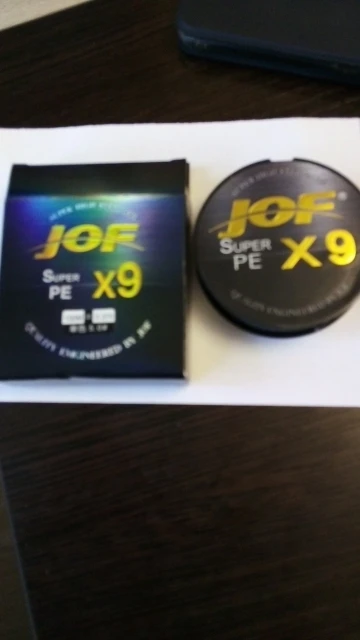 JOF
SUPER
PE
X9
QUALITY ENGINEERED BY JOF
JOF®
SUPER
PE
X9